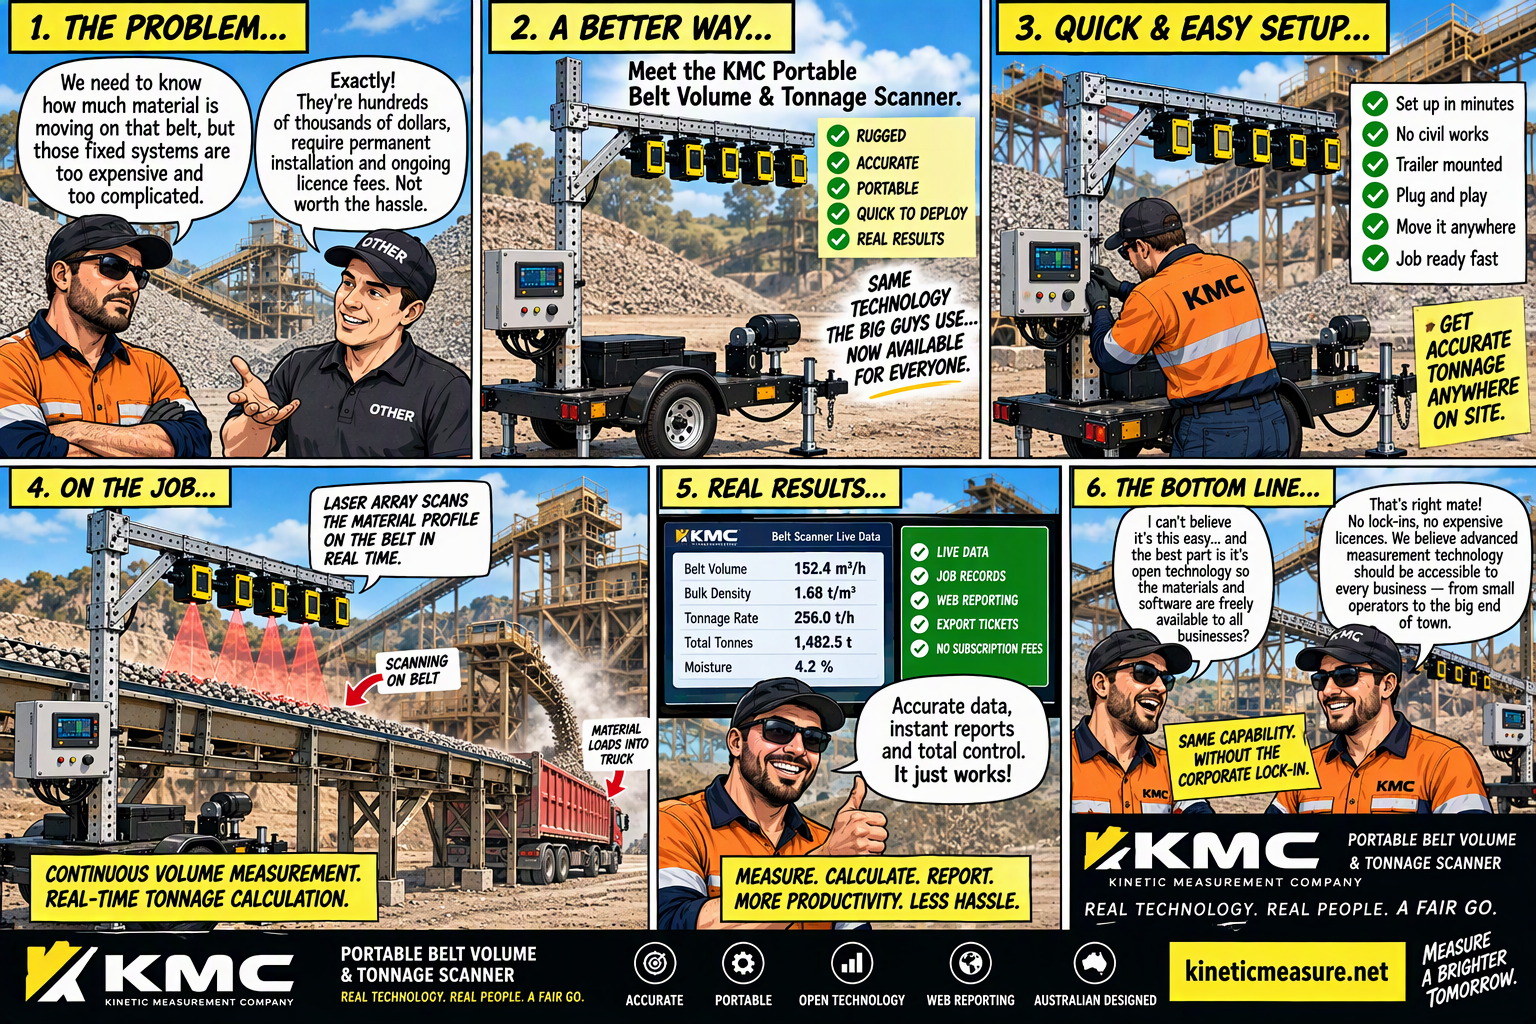 1. THE PROBLEM...
We need to know
how much material is
moving on that belt, but
those fixed systems are
too expensive and
too complicated.
Exactly!
They're hundreds
of thousands of dollars,
require permanent
installation and ongoing
licence fees. Not
worth the hassle.
OTHER
OTHER
2. A BETTER WAY...
Meet the KMC Portable
Belt Volume & Tonnage Scanner.
RUGGED
ACCURATE
PORTABLE
QUICK TO DEPLOY
REAL RESULTS
SAME
TECHNOLOGY
THE BIG GUYS USE...
NOW AVAILABLE
FOR EVERYONE.
3. QUICK & EASY SETUP...
Set up in minutes
No civil works
Trailer mounted
Plug and play
Move it anywhere
Job ready fast
KMC
GET
ACCURATE
TONNAGE
ANYWHERE
ON SITE.
4. ON THE JOB...
LASER ARRAY SCANS
THE MATERIAL PROFILE
ON THE BELT IN
REAL TIME.
SCANNING
ON BELT
MATERIAL
LOADS INTO
TRUCK
CONTINUOUS VOLUME MEASUREMENT.
REAL-TIME TONNAGE CALCULATION.
5. REAL RESULTS...
KMC
Belt Scanner Live Data
Belt Volume 152.4 m³/h
Bulk Density 1.68 t/m³
Tonnage Rate 256.0 t/h
Total Tonnes 1,482.5 t
Moisture 4.2 %
LIVE DATA
JOB RECORDS
WEB REPORTING
EXPORT TICKETS
NO SUBSCRIPTION FEES
Accurate data,
instant reports
and total control.
It just works!
MEASURE. CALCULATE. REPORT.
MORE PRODUCTIVITY. LESS HASSLE.
6. THE BOTTOM LINE...
I can't believe
it's this easy... and
the best part is it's
open technology so
the materials and
software are freely
available to all
businesses?
That's right mate!
No lock-ins, no expensive
licences. We believe advanced
measurement technology
should be accessible to
every business — from small
operators to the big end
of town.
KMC
SAME CAPABILITY.
WITHOUT THE
CORPORATE LOCK-IN.
KMC
KMC
KMC
KINETIC MEASUREMENT COMPANY
PORTABLE BELT VOLUME
& TONNAGE SCANNER
REAL TECHNOLOGY. REAL PEOPLE. A FAIR GO.
KMC
KINETIC MEASUREMENT COMPANY
PORTABLE BELT VOLUME
& TONNAGE SCANNER
REAL TECHNOLOGY. REAL PEOPLE. A FAIR GO.
ACCURATE
PORTABLE
OPEN TECHNOLOGY
WEB REPORTING
AUSTRALIAN DESIGNED
kineticmeasure.net
MEASURE
A BRIGHTER
TOMORROW.